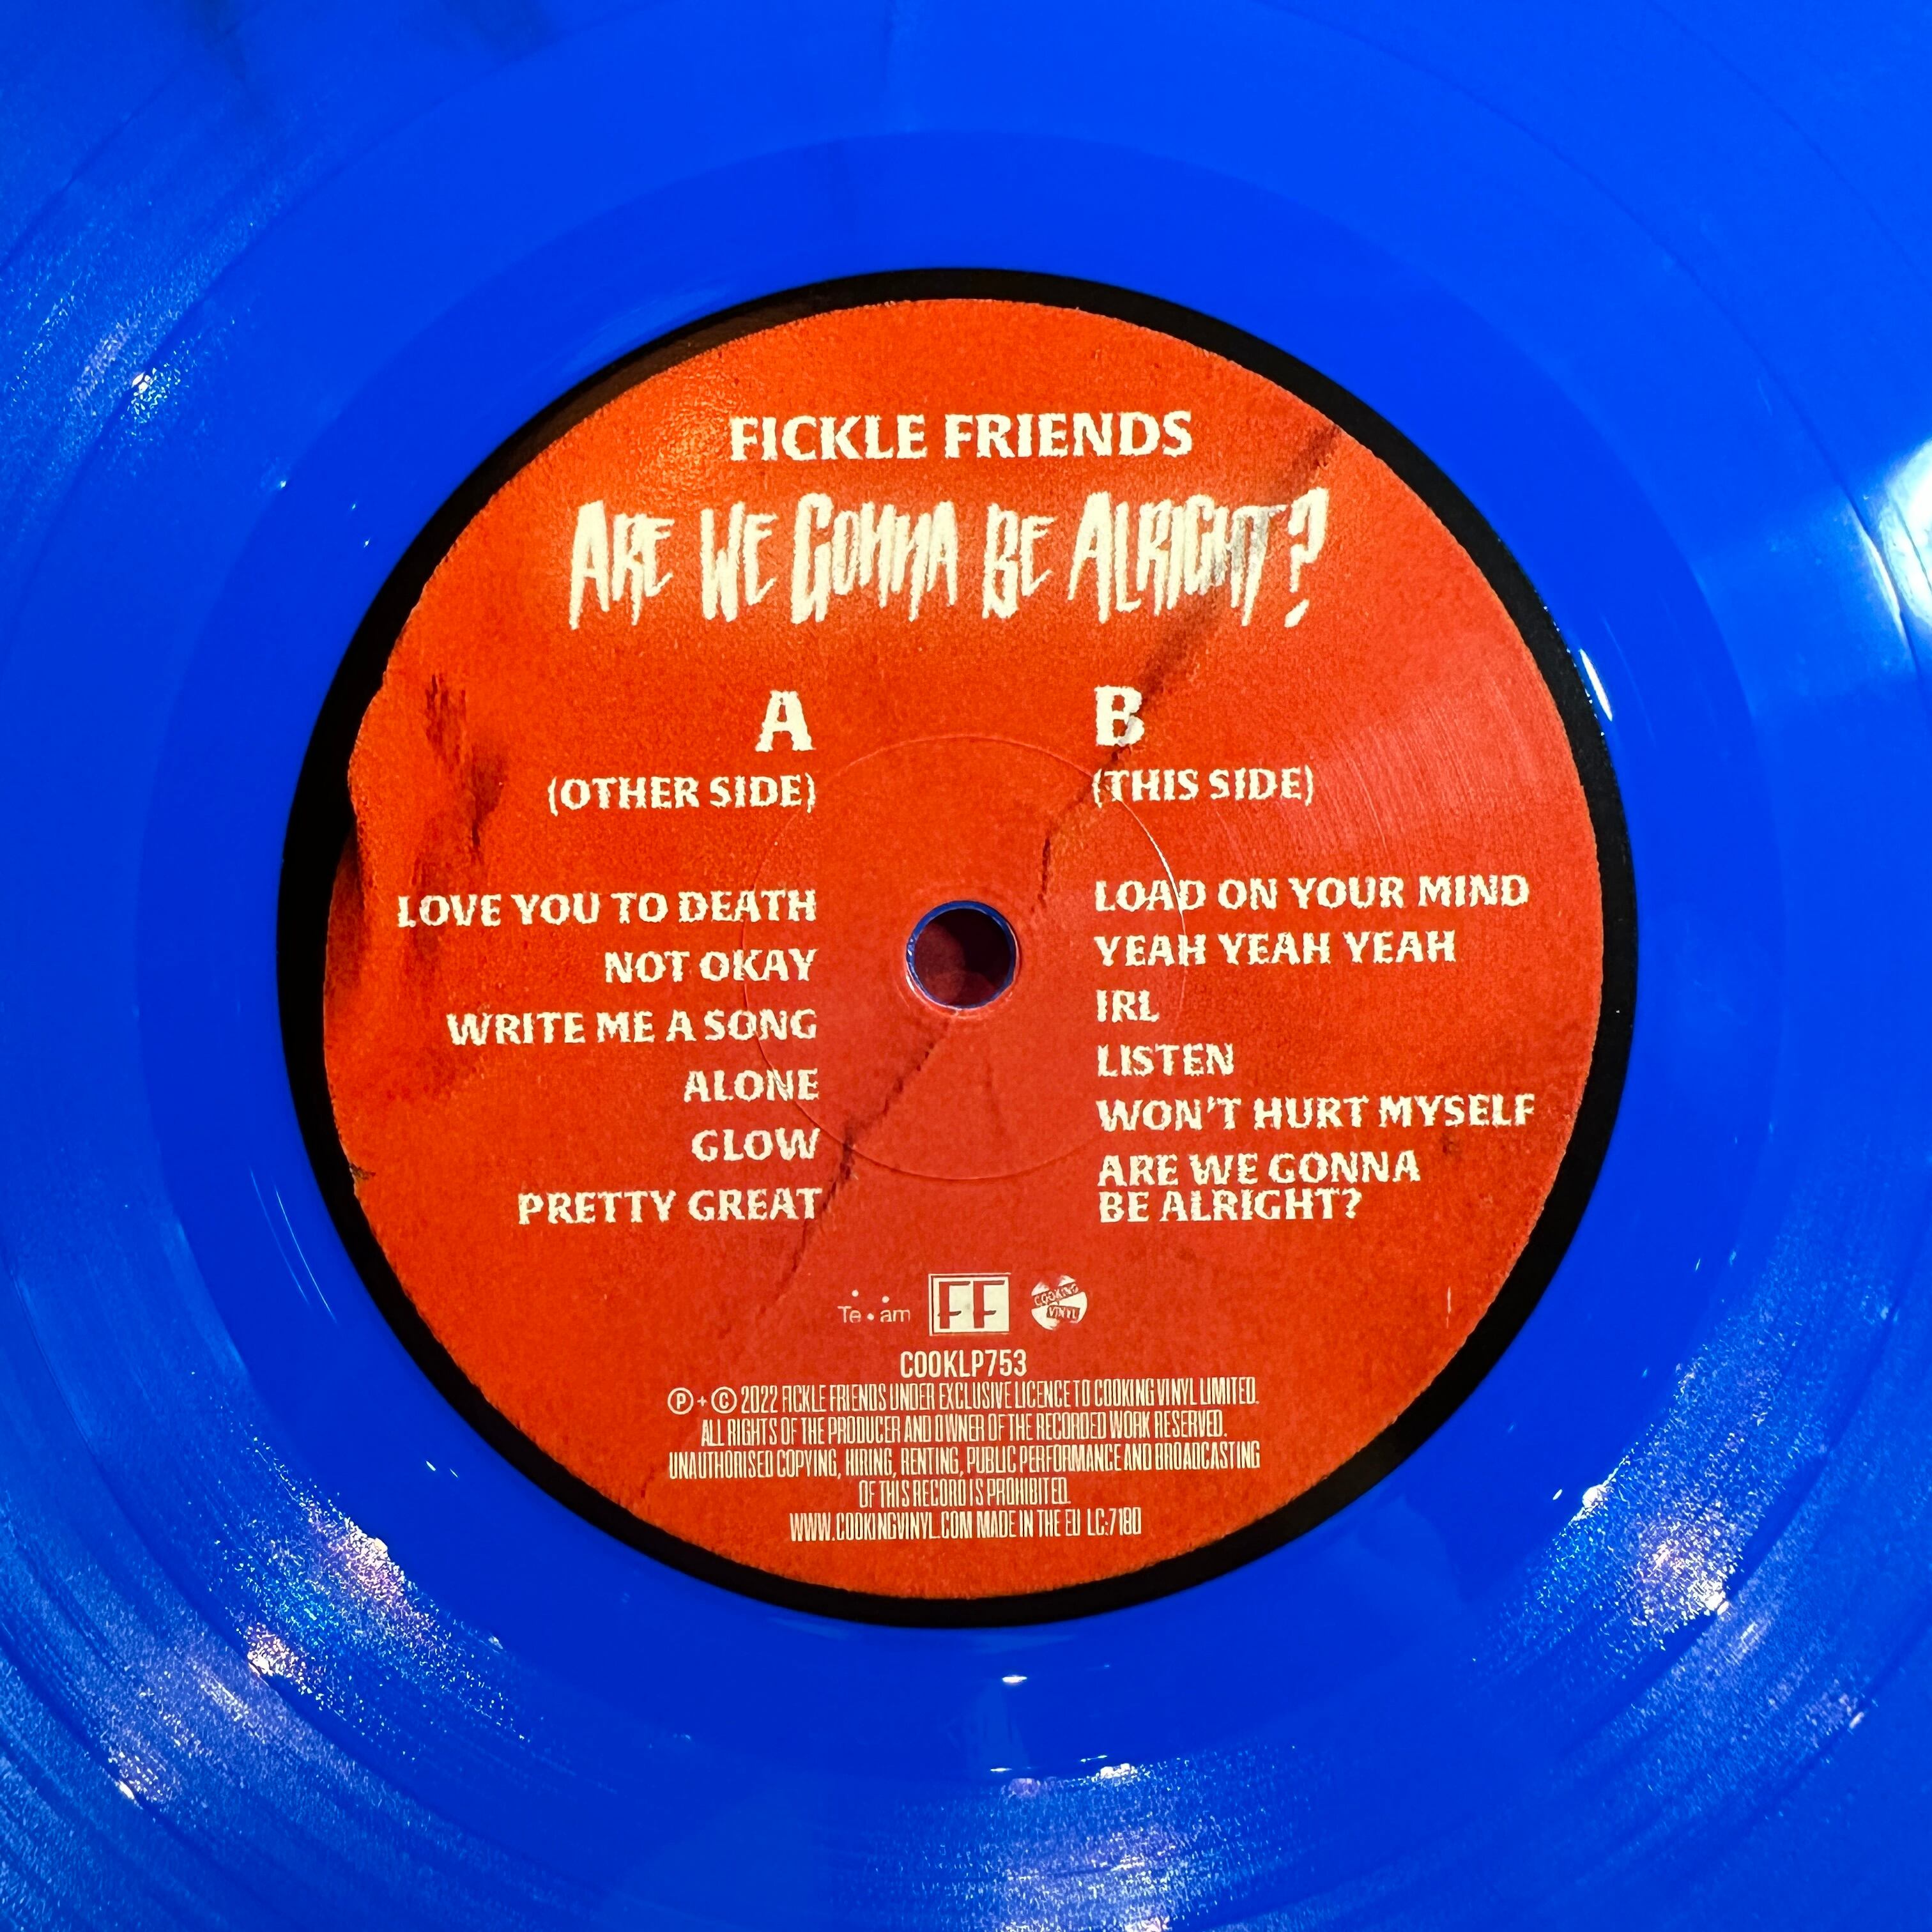 FICKLE FRIENDS
ARE WE GONNA BE ALRIGHT?
A
(OTHER SIDE)
LOVE YOU TO DEATH
NOT OKAY
WRITE ME A SONG
ALONE
GLOW
PRETTY GREAT
B
(THIS SIDE)
LOAD ON YOUR MIND
YEAH YEAH YEAH
IRL
LISTEN
WON'T HURT MYSELF
ARE WE GONNA
BE ALRIGHT?
Te••am
FF
COOKING
VINYL
COOKLP753
Ⓟ + © 2022 FICKLE FRIENDS UNDER EXCLUSIVE LICENCE TO COOKING VINYL LIMITED.
ALL RIGHTS OF THE PRODUCER AND OWNER OF THE RECORDED WORK RESERVED.
UNAUTHORISED COPYING, HIRING, RENTING, PUBLIC PERFORMANCE AND BROADCASTING
OF THIS RECORD IS PROHIBITED.
WWW.COOKINGVINYL.COM MADE IN THE EU LC:7180